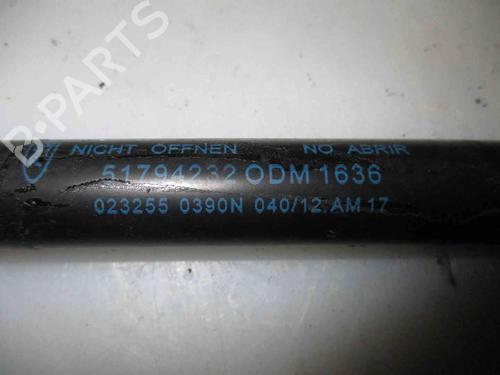 B-PARTS
NICHT OFFNEN NO ABRIR
51794232 ODM 1636
023255 0390N 040/12 AM 17